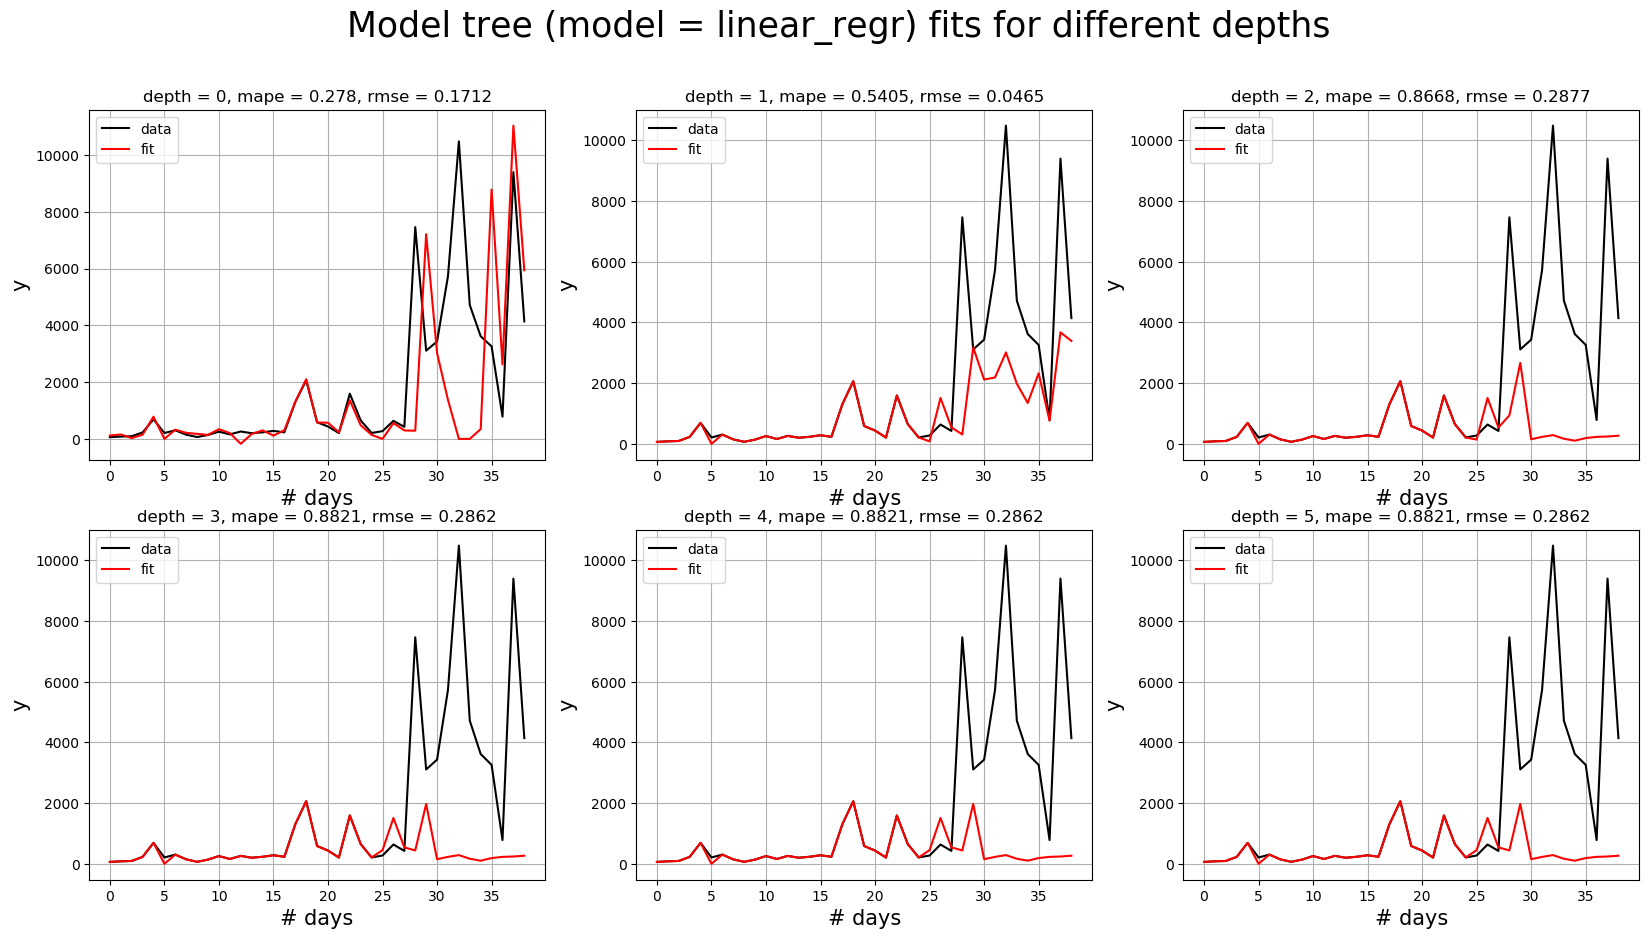 Model tree (model = linear_regr) fits for different depths
depth = 0, mape = 0.278, rmse = 0.1712
data
fit
10000
8000
6000
4000
2000
0
y
0 5 10 15 20 25 30 35
# days
depth = 1, mape = 0.5405, rmse = 0.0465
data
fit
10000
8000
6000
4000
2000
0
y
0 5 10 15 20 25 30 35
# days
depth = 2, mape = 0.8668, rmse = 0.2877
data
fit
10000
8000
6000
4000
2000
0
y
0 5 10 15 20 25 30 35
# days
depth = 3, mape = 0.8821, rmse = 0.2862
data
fit
10000
8000
6000
4000
2000
0
y
0 5 10 15 20 25 30 35
# days
depth = 4, mape = 0.8821, rmse = 0.2862
data
fit
10000
8000
6000
4000
2000
0
y
0 5 10 15 20 25 30 35
# days
depth = 5, mape = 0.8821, rmse = 0.2862
data
fit
10000
8000
6000
4000
2000
0
y
0 5 10 15 20 25 30 35
# days